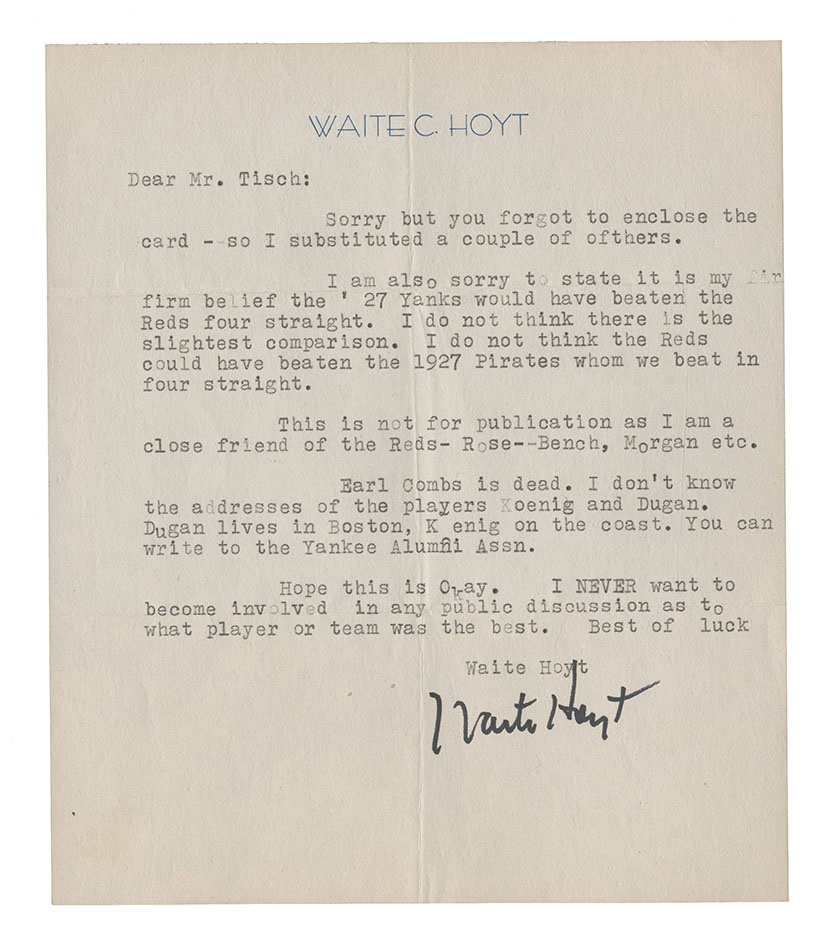 WAITE C. HOYT
Dear Mr. Tisch:
Sorry but you forgot to enclose the
card -- so I substituted a couple of ofthers.
I am also sorry to state it is my fir
firm belief the ' 27 Yanks would have beaten the
Reds four straight. I do not think there is the
slightest comparison. I do not think the Reds
could have beaten the 1927 Pirates whom we beat in
four straight.
This is not for publication as I am a
close friend of the Reds- Rose--Bench, Morgan etc.
Earl Combs is dead. I don't know
the addresses of the players Koenig and Dugan.
Dugan lives in Boston, K enig on the coast. You can
write to the Yankee Alumni Assn.
Hope this is Okay. I NEVER want to
become involved in any public discussion as to
what player or team was the best. Best of luck
Waite Hoyt
Waite Hoyt